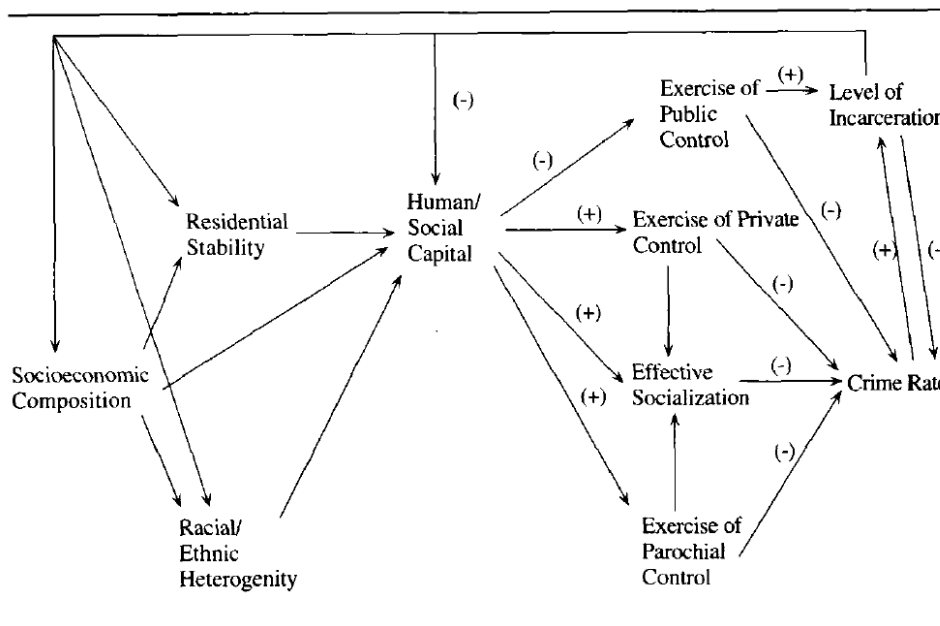 Exercise of
Public
Control
(+)
Level of
Incarceration
(-)
Human/
Social
Capital
(-)
Residential
Stability
(+)
Exercise of Private
Control
(-)
(+)
(-)
(-)
(+)
Socioeconomic
Composition
Effective
Socialization
(-)
Crime Rate
(+)
(-)
Racial/
Ethnic
Heterogenity
Exercise of
Parochial
Control